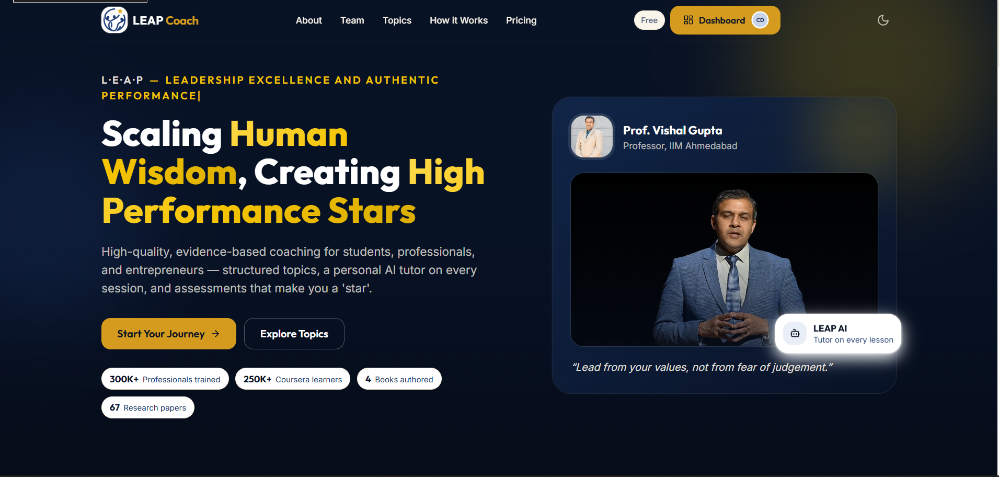 LEAP Coach
About
Team
Topics
How it Works
Pricing
Free
Dashboard
CD
L·E·A·P — LEADERSHIP EXCELLENCE AND AUTHENTIC
PERFORMANCE|
Scaling Human
Wisdom, Creating High
Performance Stars
High-quality, evidence-based coaching for students, professionals,
and entrepreneurs — structured topics, a personal AI tutor on every
session, and assessments that make you a 'star'.
Start Your Journey →
Explore Topics
300K+ Professionals trained
250K+ Coursera learners
4 Books authored
67 Research papers
Prof. Vishal Gupta
Professor, IIM Ahmedabad
LEAP AI
Tutor on every lesson
“Lead from your values, not from fear of judgement.”